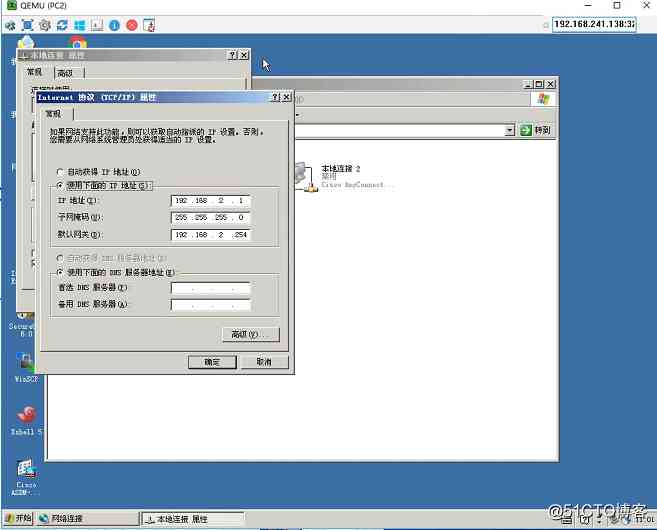 QEMU (PC2)
192.168.241.138:32
本地连接 属性
常规
高级
Internet 协议 (TCP/IP) 属性
常规
如果网络支持此功能，则可以获取自动指派的 IP 设置。否则，
您需要从网络系统管理员处获得适当的 IP 设置。
自动获得 IP 地址(O)
使用下面的 IP 地址(S):
IP 地址(I):
192 .168 . 2 . 1
子网掩码(U):
255 .255 .255 . 0
默认网关(D):
192 .168 . 2 .254
自动获得 DNS 服务器地址(B)
使用下面的 DNS 服务器地址(E):
首选 DNS 服务器(P):
备用 DNS 服务器(A):
高级(V)...
确定
取消
转到
本地连接 2
禁用
Cisco AnyConnect...
Secure
6.0
WinSCP
Xshell 5
Cisco
ASDM-...
开始
网络连接
本地连接 属性
11:01
@51CTO博客